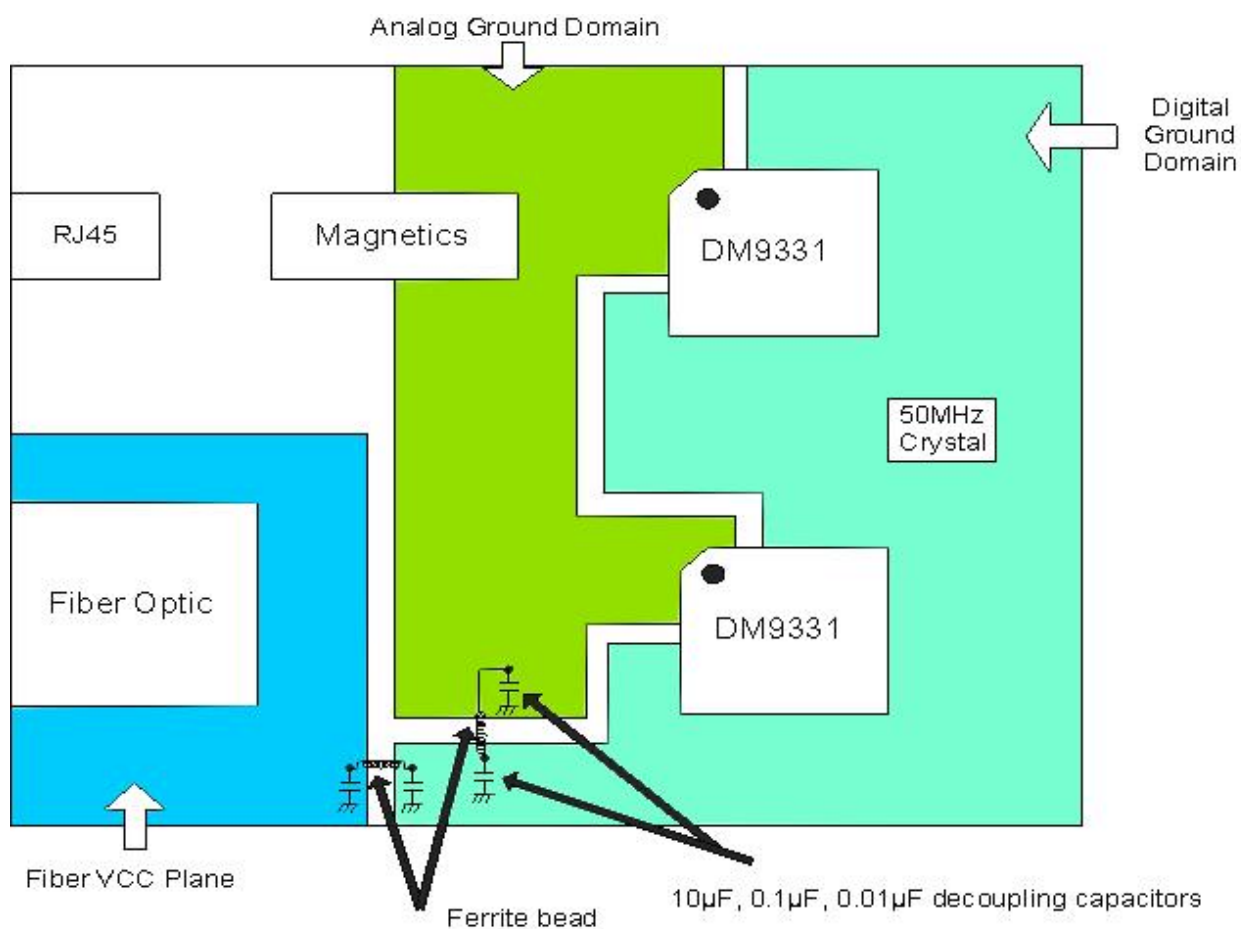 Analog Ground Domain
Digital
Ground
Domain
RJ45
Magnetics
DM9331
50MHz
Crystal
Fiber Optic
DM9331
Fiber VCC Plane
Ferrite bead
10µF, 0.1µF, 0.01µF decoupling capacitors